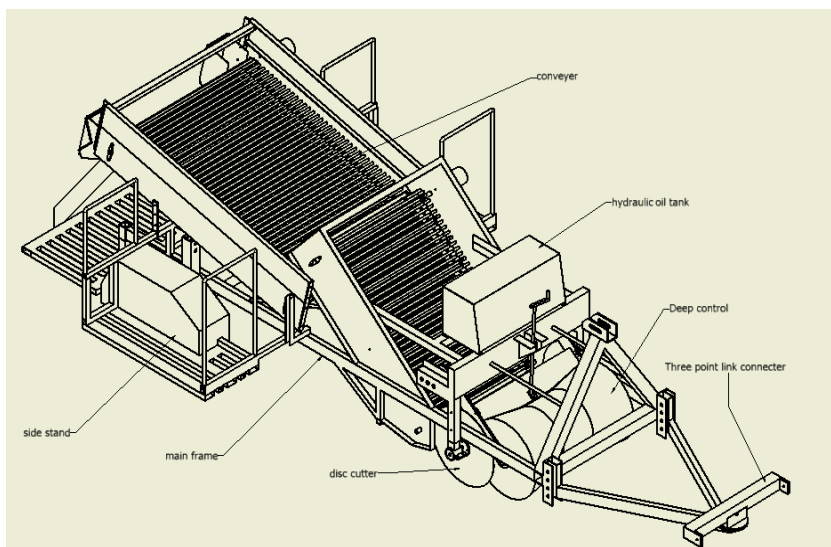 conveyer
hydraulic oil tank
Deep control
Three point link connecter
side stand
main frame
disc cutter